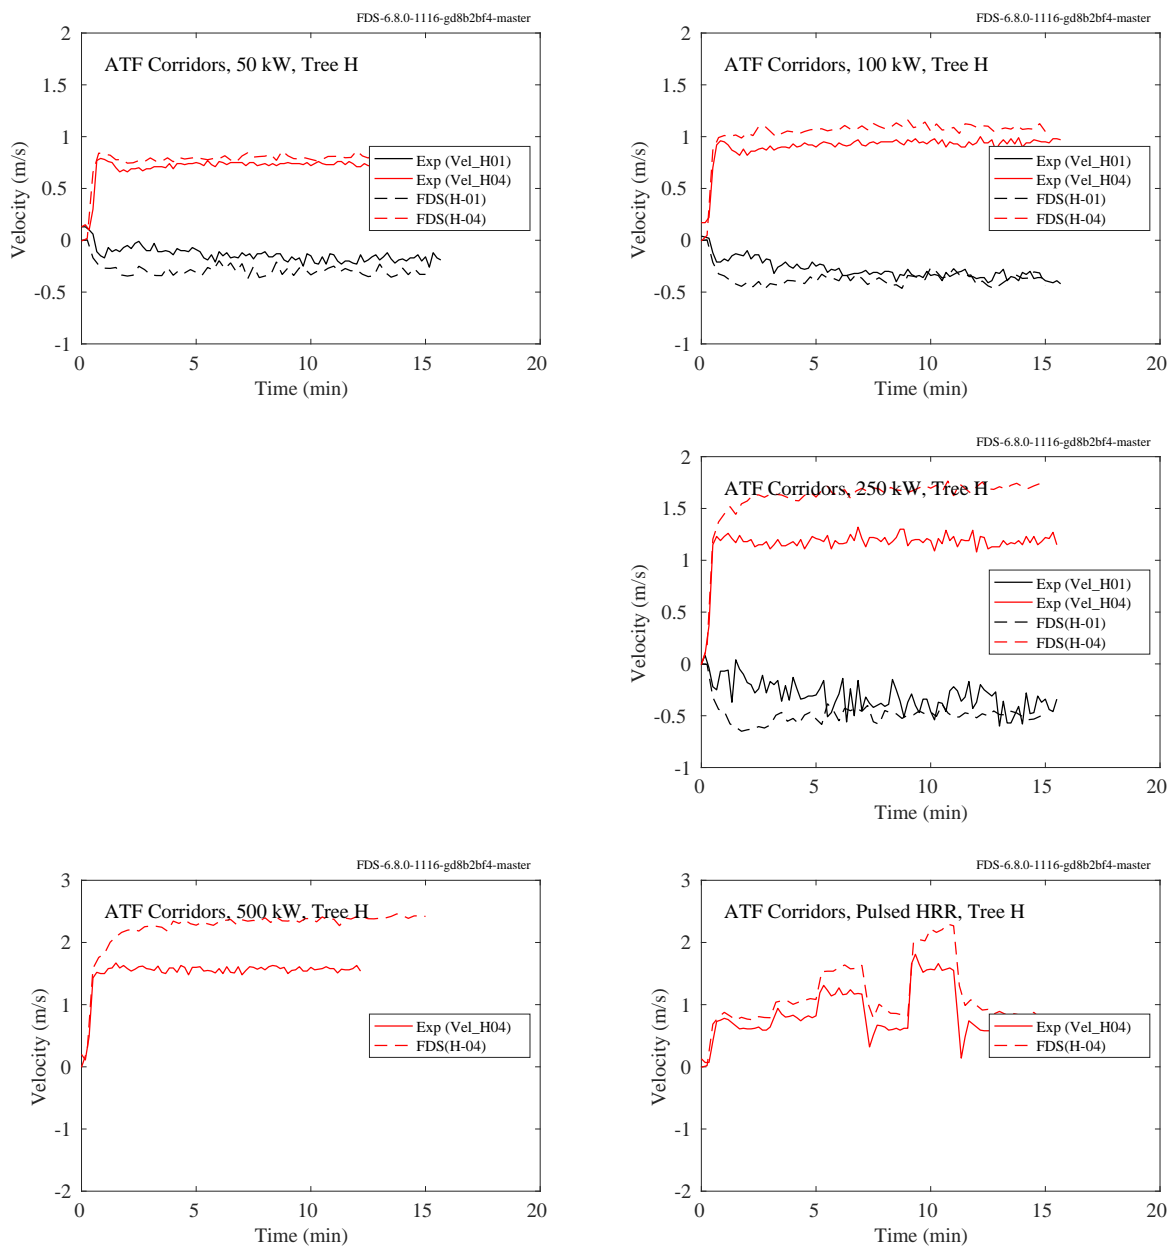 FDS-6.8.0-1116-gd8b2bf4-master
ATF Corridors, 50 kW, Tree H
2
1.5
1
0.5
0
-0.5
-1
Velocity (m/s)
Exp (Vel_H01)
Exp (Vel_H04)
FDS(H-01)
FDS(H-04)
0 5 10 15 20
Time (min)
FDS-6.8.0-1116-gd8b2bf4-master
ATF Corridors, 100 kW, Tree H
2
1.5
1
0.5
0
-0.5
-1
Velocity (m/s)
Exp (Vel_H01)
Exp (Vel_H04)
FDS(H-01)
FDS(H-04)
0 5 10 15 20
Time (min)
FDS-6.8.0-1116-gd8b2bf4-master
ATF Corridors, 250 kW, Tree H
2
1.5
1
0.5
0
-0.5
-1
Velocity (m/s)
Exp (Vel_H01)
Exp (Vel_H04)
FDS(H-01)
FDS(H-04)
0 5 10 15 20
Time (min)
FDS-6.8.0-1116-gd8b2bf4-master
ATF Corridors, 500 kW, Tree H
3
2
1
0
-1
-2
Velocity (m/s)
Exp (Vel_H04)
FDS(H-04)
0 5 10 15 20
Time (min)
FDS-6.8.0-1116-gd8b2bf4-master
ATF Corridors, Pulsed HRR, Tree H
3
2
1
0
-1
-2
Velocity (m/s)
Exp (Vel_H04)
FDS(H-04)
0 5 10 15 20
Time (min)